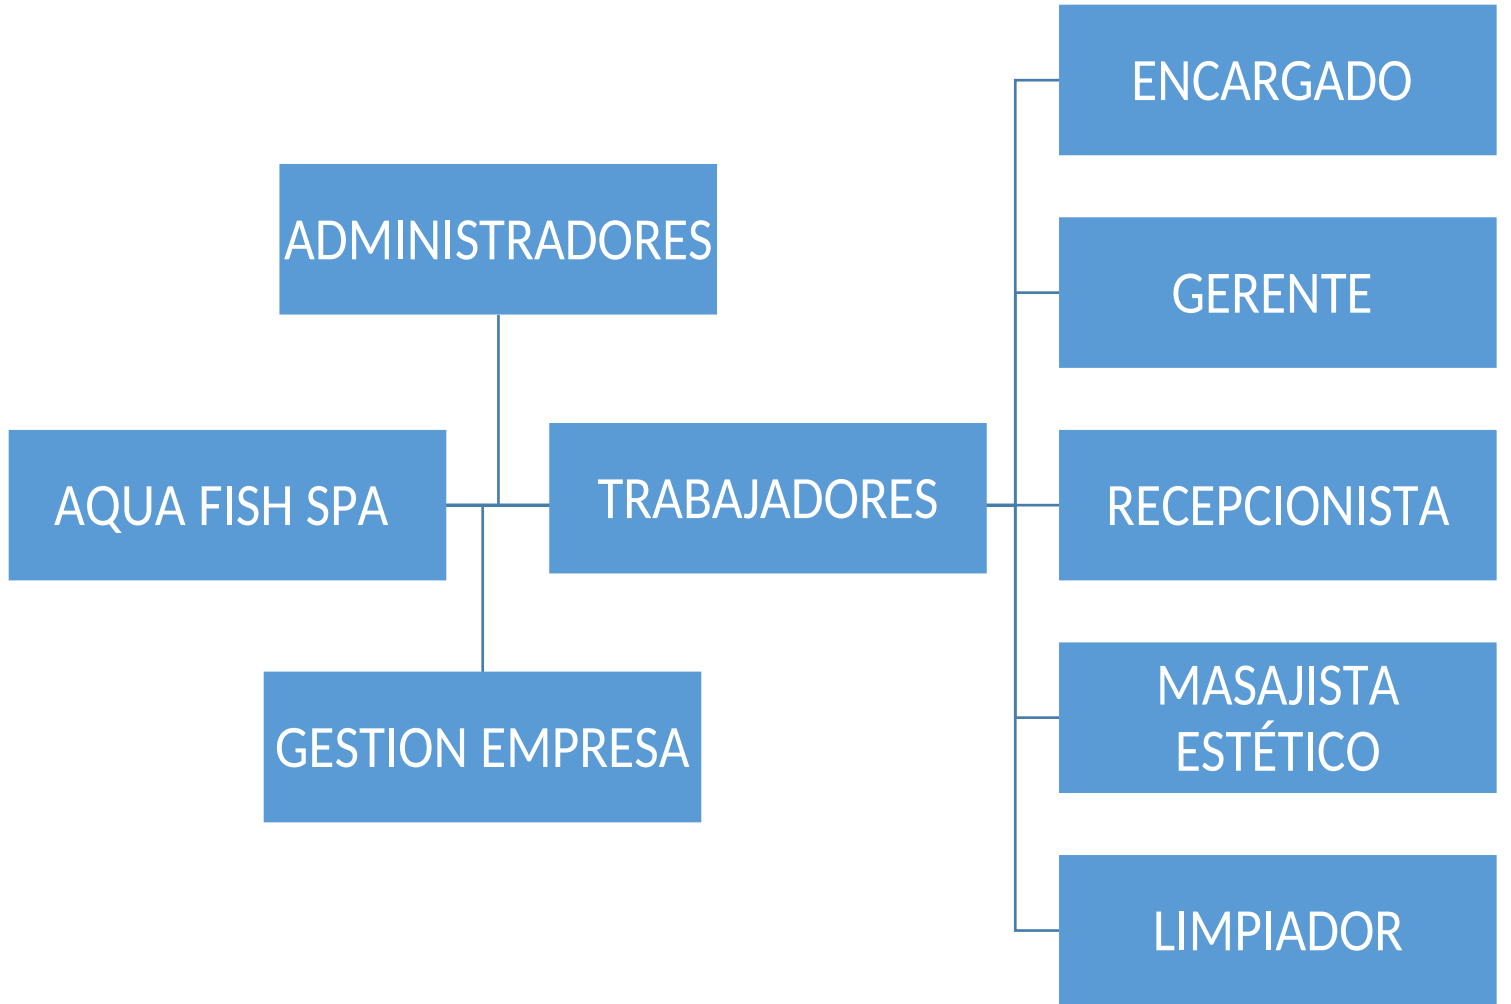 AQUA FISH SPA
ADMINISTRADORES
TRABAJADORES
GESTION EMPRESA
ENCARGADO
GERENTE
RECEPCIONISTA
MASAJISTA
ESTÉTICO
LIMPIADOR